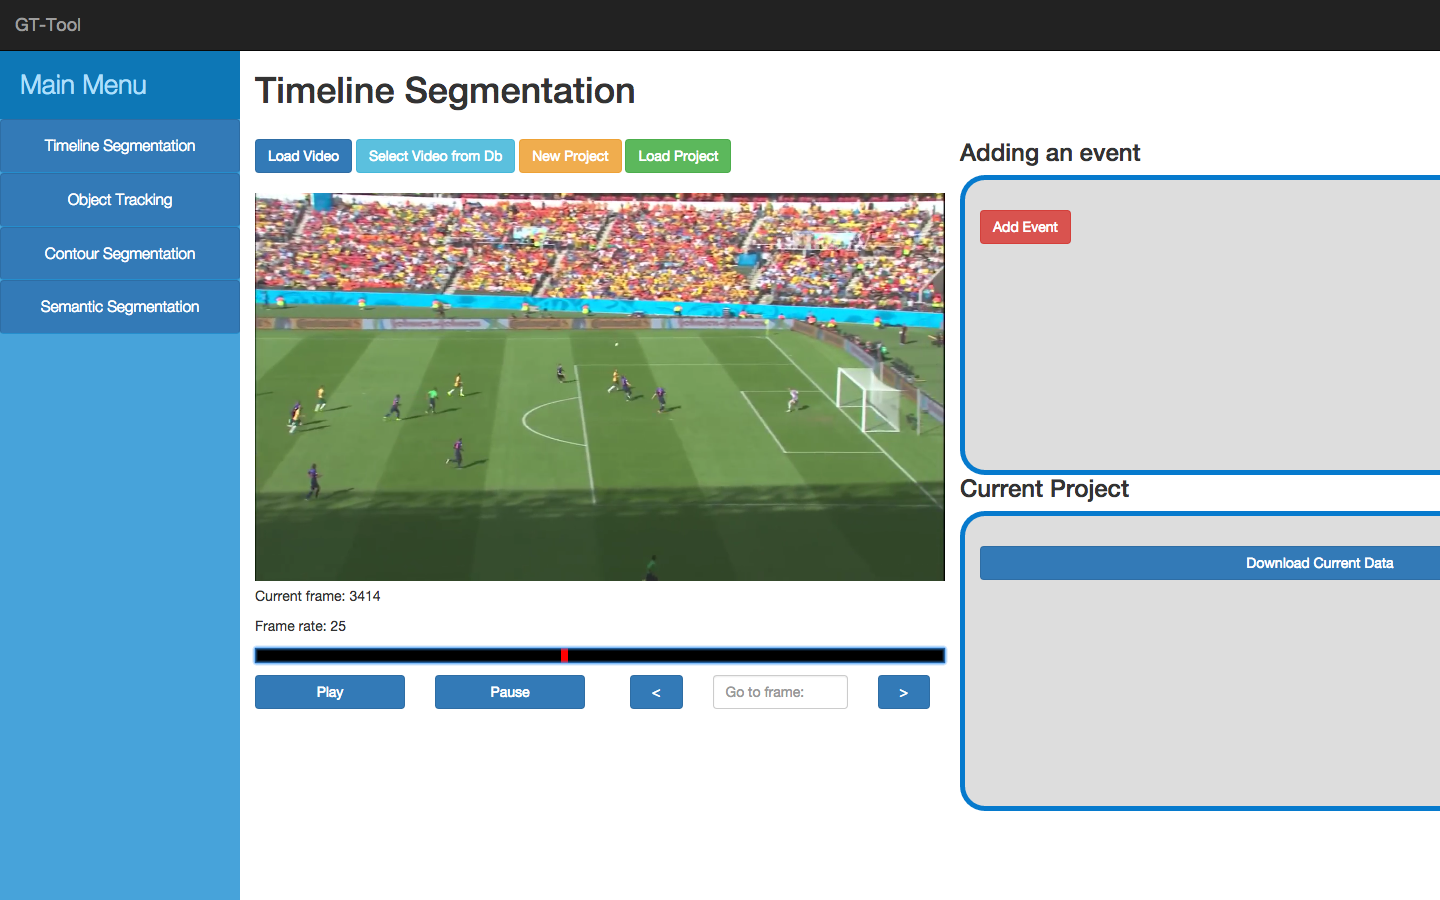 GT-Tool
Main Menu
Timeline Segmentation
Object Tracking
Contour Segmentation
Semantic Segmentation
Timeline Segmentation
Load Video
Select Video from Db
New Project
Load Project
Current frame: 3414
Frame rate: 25
Play
Pause
<
Go to frame:
>
Adding an event
Add Event
Current Project
Download Current Data